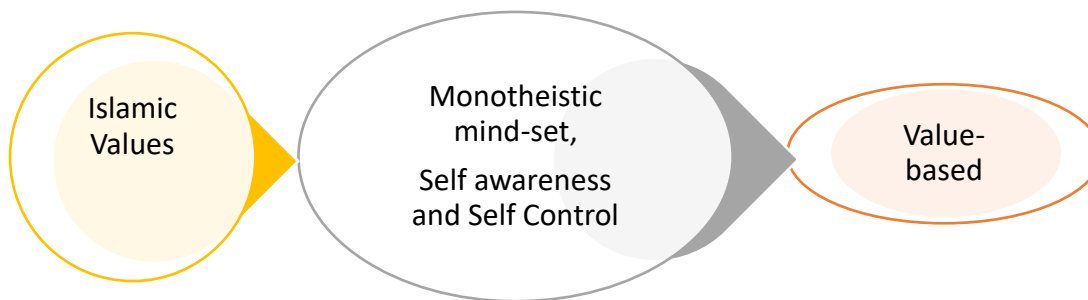 Islamic
Values
Monotheistic
mind-set,
Self awareness
and Self Control
Value-
based